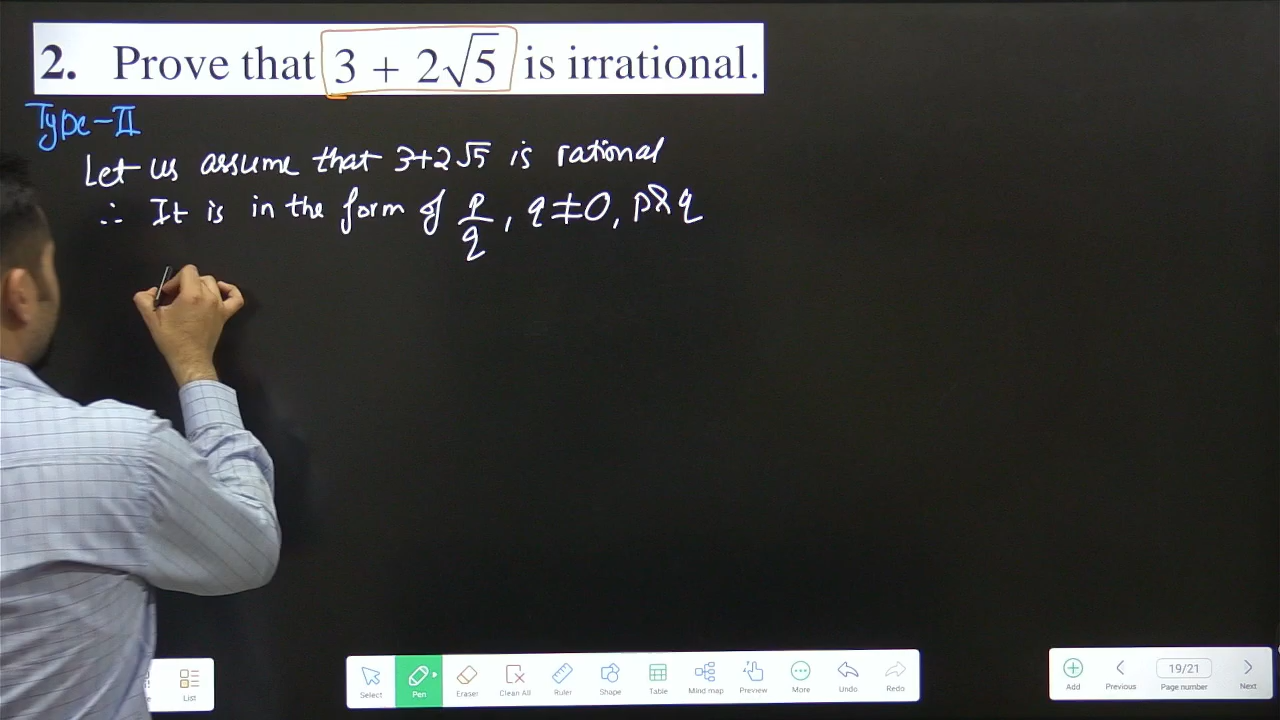 2. Prove that 3 + 2√5 is irrational.
Type-II
Let us assume that 3+2√5 is rational
∴ It is in the form of p/q, q≠0, p & q
List
Select
Pen
Eraser
Clean All
Ruler
Shape
Table
Mind map
Preview
More
Undo
Redo
Add
Previous
19/21
Page number
Next